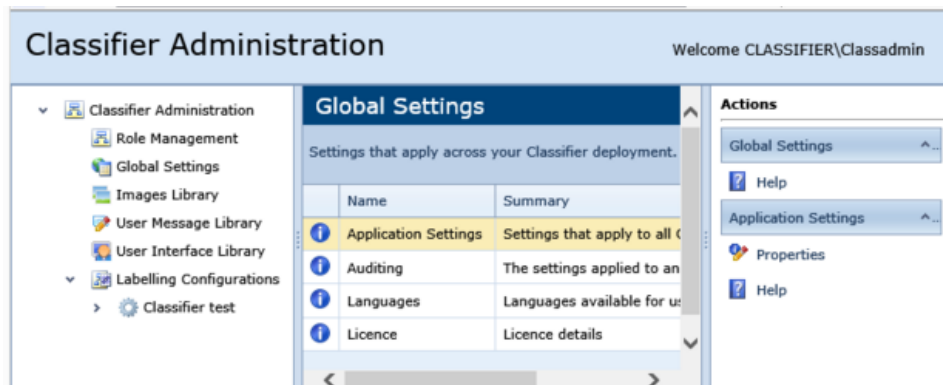 Classifier Administration
Welcome CLASSIFIER\Classadmin
Classifier Administration
Role Management
Global Settings
Images Library
User Message Library
User Interface Library
Labelling Configurations
Classifier test
Global Settings
Settings that apply across your Classifier deployment.
Name Summary
Application Settings Settings that apply to all
Auditing The settings applied to an
Languages Languages available for
Licence Licence details
Actions
Global Settings
Help
Application Settings
Properties
Help